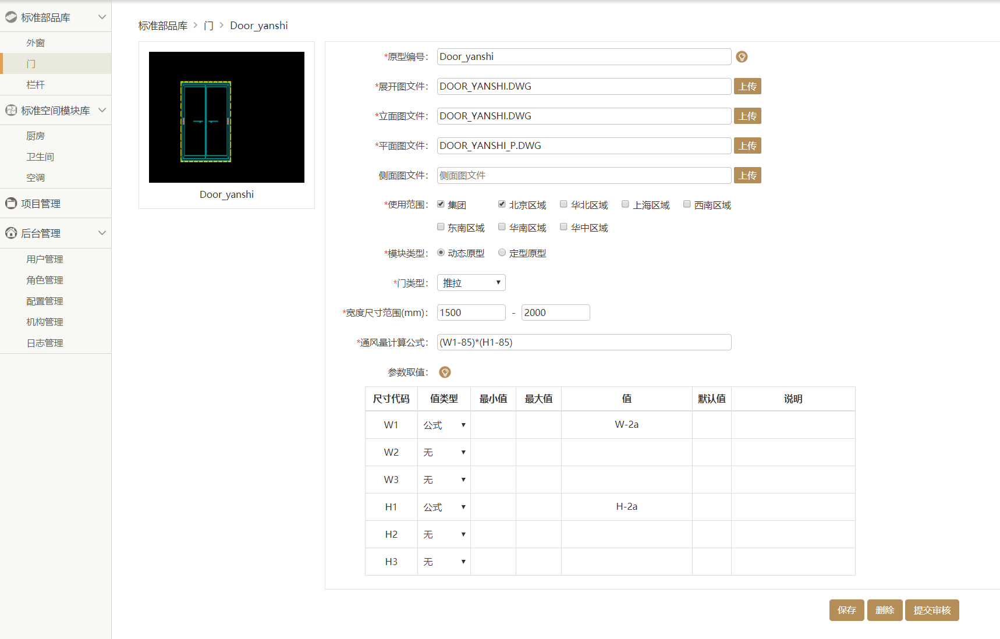 标准部品库
外窗
门
栏杆
标准空间模块库
厨房
卫生间
空调
项目管理
后台管理
用户管理
角色管理
配置管理
机构管理
日志管理
标准部品库 > 门 > Door_yanshi
Door_yanshi
*原型编号： Door_yanshi
*展开图文件： DOOR_YANSHI.DWG 上传
*立面图文件： DOOR_YANSHI.DWG 上传
*平面图文件： DOOR_YANSHI_P.DWG 上传
侧面图文件： 侧面图文件 上传
*使用范围： 集团 北京区域 华北区域 上海区域 西南区域
东南区域 华南区域 华中区域
*模块类型： 动态原型 定型原型
*门类型： 推拉
*宽度尺寸范围(mm)： 1500 - 2000
*通风量计算公式： (W1-85)*(H1-85)
参数取值：
尺寸代码 值类型 最小值 最大值 值 默认值 说明
W1 公式 W-2a
W2 无
W3 无
H1 公式 H-2a
H2 无
H3 无
保存 删除 提交审核